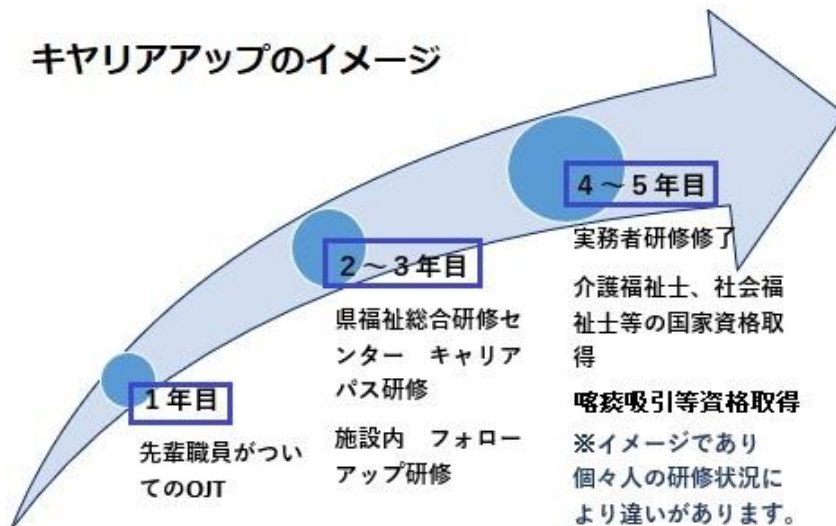 キヤリアアップのイメージ
1年目
先輩職員がつい
てのOJT
2～3年目
県福祉総合研修セ
ンター　キャリア
パス研修
施設内　フォロー
アップ研修
4～5年目
実務者研修修了
介護福祉士、社会福
祉士等の国家資格取
得
喀痰吸引等資格取得
※イメージであり
個々人の研修状況に
より違いがあります。